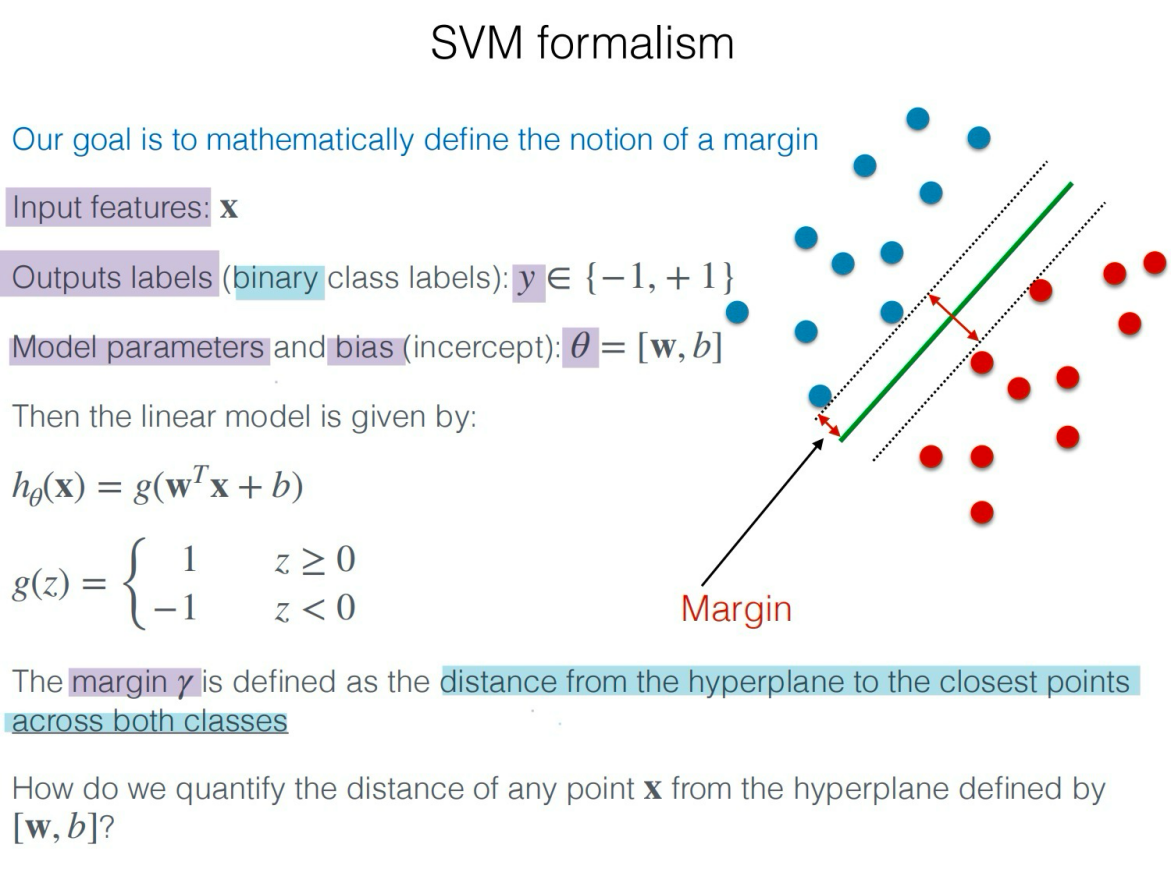 SVM formalism
Our goal is to mathematically define the notion of a margin
Input features: x
Outputs labels (binary class labels): y ∈ {−1, + 1}
Model parameters and bias (incercept): θ = [w, b]
Then the linear model is given by:
hθ(x) = g(wᵀx + b)
g(z) = { 1 z ≥ 0
−1 z < 0
Margin
The margin γ is defined as the distance from the hyperplane to the closest points
across both classes
How do we quantify the distance of any point x from the hyperplane defined by
[w, b]?